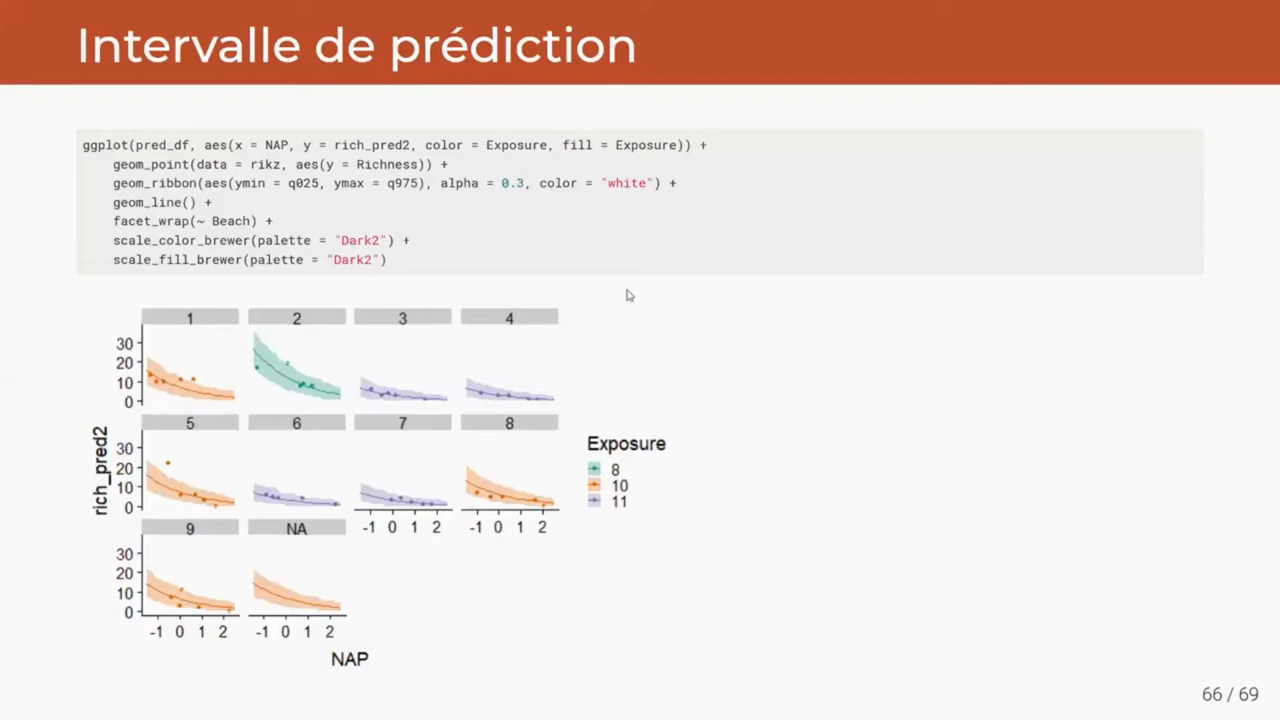 Intervalle de prédiction
ggplot(pred_df, aes(x = NAP, y = rich_pred2, color = Exposure, fill = Exposure)) +
geom_point(data = rikz, aes(y = Richness)) +
geom_ribbon(aes(ymin = q025, ymax = q975), alpha = 0.3, color = "white") +
geom_line() +
facet_wrap(~ Beach) +
scale_color_brewer(palette = "Dark2") +
scale_fill_brewer(palette = "Dark2")
1 2 3 4
30
20
10
0
5 6 7 8
30
20
10
0
-1 0 1 2 -1 0 1 2
9 NA
30
20
10
0
-1 0 1 2 -1 0 1 2
rich_pred2
NAP
Exposure
8
10
11
66 / 69